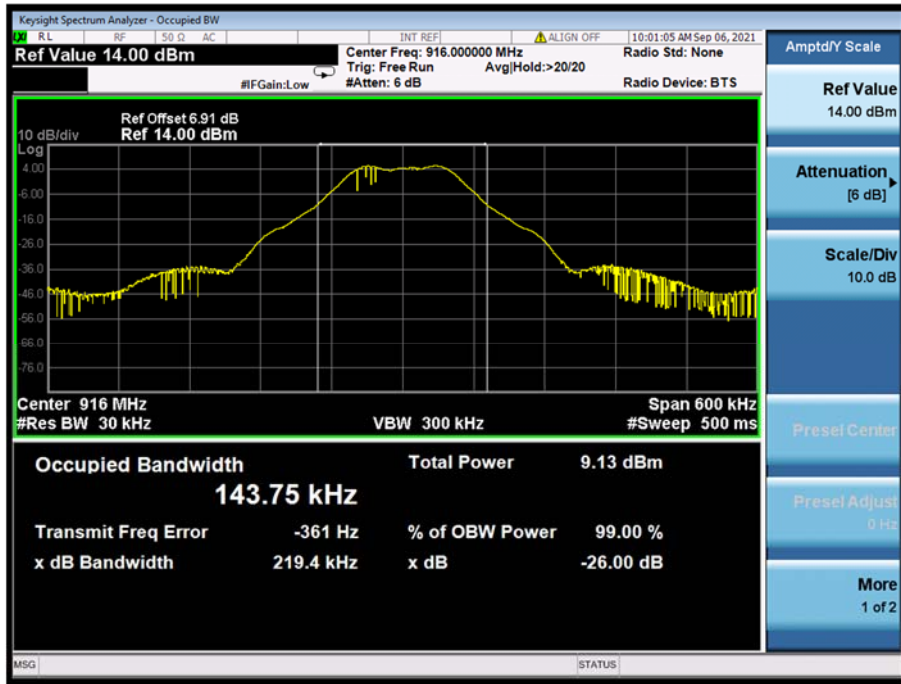 Keysight Spectrum Analyzer - Occupied BW
LXI RL RF 50 Ω AC INT REF ALIGN OFF 10:01:05 AM Sep 06, 2021
Ref Value 14.00 dBm
Center Freq: 916.000000 MHz
Radio Std: None
Trig: Free Run Avg|Hold:>20/20
#IFGain:Low #Atten: 6 dB Radio Device: BTS
Ref Offset 6.91 dB
10 dB/div Ref 14.00 dBm
Log
4.00
-6.00
-16.0
-26.0
-36.0
-46.0
-56.0
-66.0
-76.0
Center 916 MHz Span 600 kHz
#Res BW 30 kHz VBW 300 kHz #Sweep 500 ms
Occupied Bandwidth Total Power 9.13 dBm
143.75 kHz
Transmit Freq Error -361 Hz % of OBW Power 99.00 %
x dB Bandwidth 219.4 kHz x dB -26.00 dB
MSG STATUS
Amptd/Y Scale
Ref Value
14.00 dBm
Attenuation
[6 dB]
Scale/Div
10.0 dB
Presel Center
Presel Adjust
0 Hz
More
1 of 2